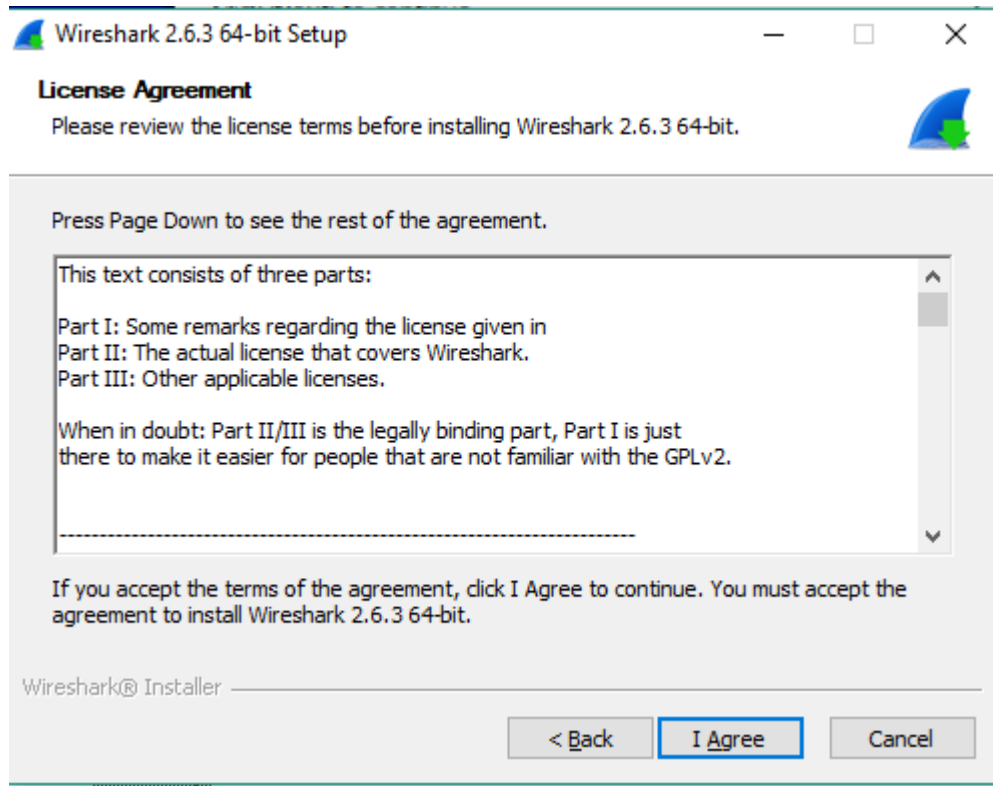 Wireshark 2.6.3 64-bit Setup
License Agreement
Please review the license terms before installing Wireshark 2.6.3 64-bit.
Press Page Down to see the rest of the agreement.
This text consists of three parts:
Part I: Some remarks regarding the license given in
Part II: The actual license that covers Wireshark.
Part III: Other applicable licenses.
When in doubt: Part II/III is the legally binding part, Part I is just
there to make it easier for people that are not familiar with the GPLv2.
------------------------------------------------------------------------
If you accept the terms of the agreement, click I Agree to continue. You must accept the
agreement to install Wireshark 2.6.3 64-bit.
Wireshark® Installer
< Back I Agree Cancel